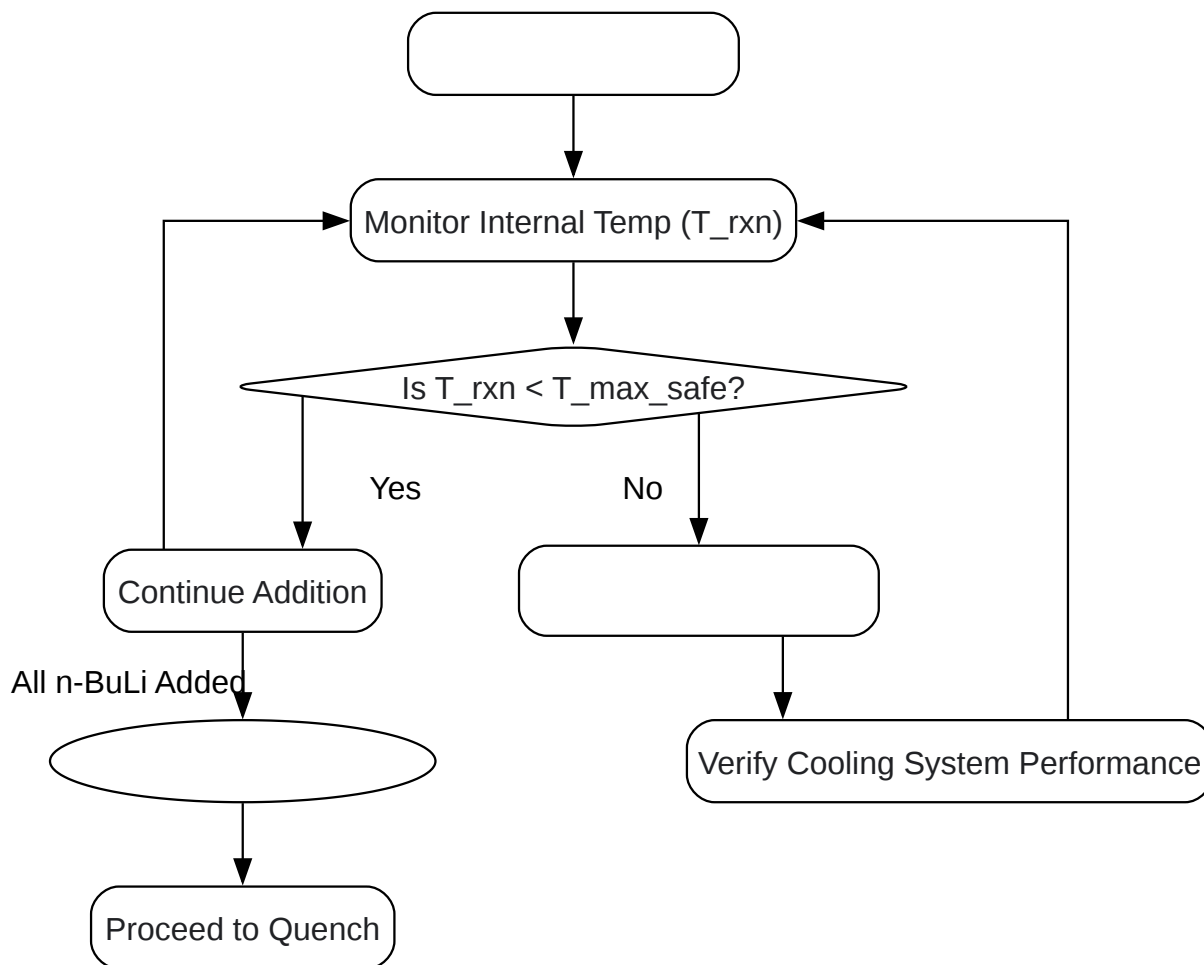 Monitor Internal Temp (T_rxn)
Is T_rxn < T_max_safe?
Yes
No
Continue Addition
All n-BuLi Added
Verify Cooling System Performance
Proceed to Quench